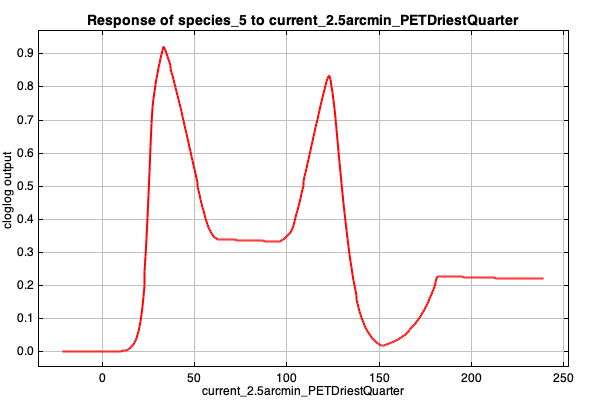 Response of species_5 to current_2.5arcmin_PETDriestQuarter
cloglog output
0.9
0.8
0.7
0.6
0.5
0.4
0.3
0.2
0.1
0.0
0 50 100 150 200 250
current_2.5arcmin_PETDriestQuarter